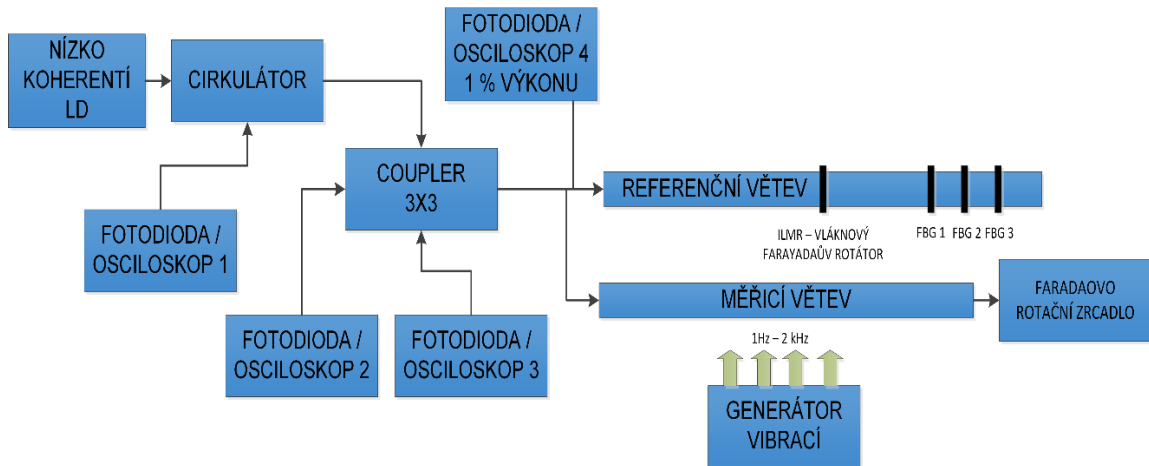 NÍZKO
KOHERENTÍ
LD
CIRKULÁTOR
FOTODIODA /
OSCILOSKOP 4
1 % VÝKONU
COUPLER
3X3
REFERENČNÍ VĚTEV
FOTODIODA /
OSCILOSKOP 1
ILMR – VLÁKNOVÝ
FARAYADAŮV ROTÁTOR
FBG 1
FBG 2
FBG 3
MĚŘICÍ VĚTEV
FARADAOVO
ROTAČNÍ ZRCADLO
FOTODIODA /
OSCILOSKOP 2
FOTODIODA /
OSCILOSKOP 3
1Hz – 2 kHz
GENERÁTOR
VIBRACÍ